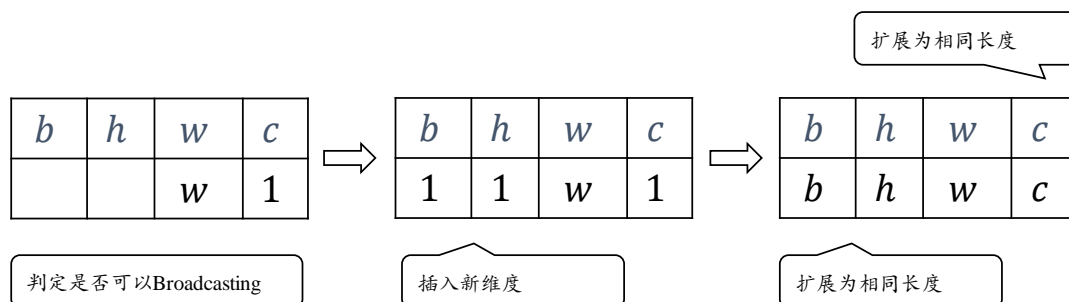 扩展为相同长度
b h w c
w 1
b h w c
1 1 w 1
b h w c
b h w c
判定是否可以Broadcasting
插入新维度
扩展为相同长度